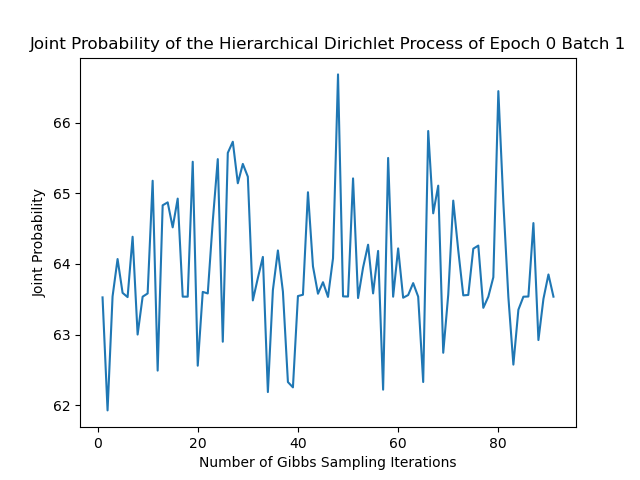 Joint Probability of the Hierarchical Dirichlet Process of Epoch 0 Batch 1
66
65
64
63
62
Joint Probability
0 20 40 60 80
Number of Gibbs Sampling Iterations